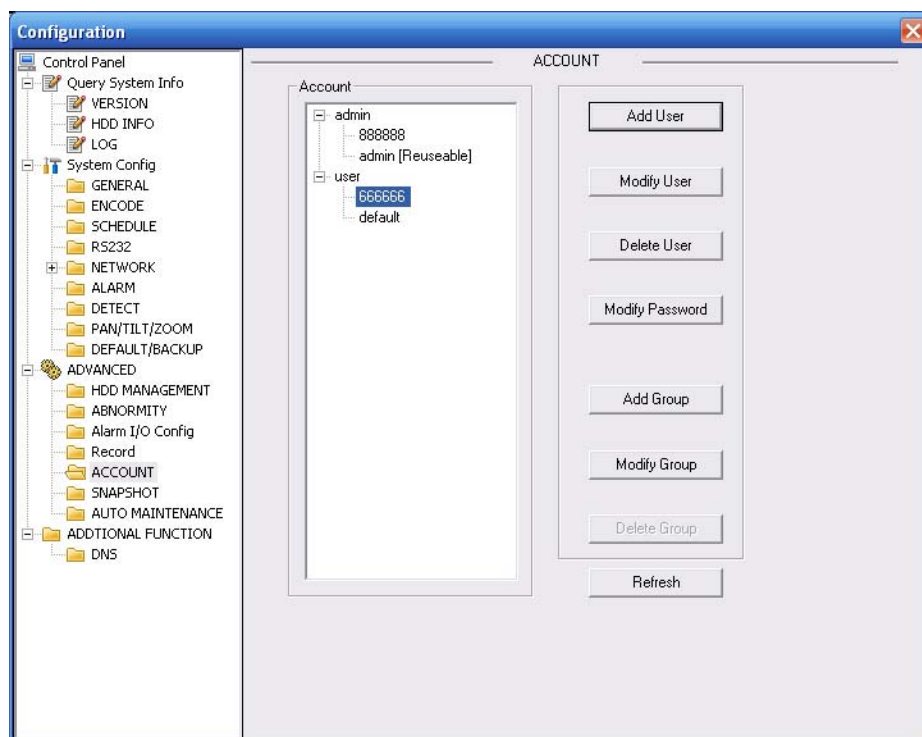 Configuration
Control Panel
Query System Info
VERSION
HDD INFO
LOG
System Config
GENERAL
ENCODE
SCHEDULE
RS232
NETWORK
ALARM
DETECT
PAN/TILT/ZOOM
DEFAULT/BACKUP
ADVANCED
HDD MANAGEMENT
ABNORMITY
Alarm I/O Config
Record
ACCOUNT
SNAPSHOT
AUTO MAINTENANCE
ADDTIONAL FUNCTION
DNS
ACCOUNT
Account
admin
888888
admin [Reuseable]
user
666666
default
Add User
Modify User
Delete User
Modify Password
Add Group
Modify Group
Delete Group
Refresh